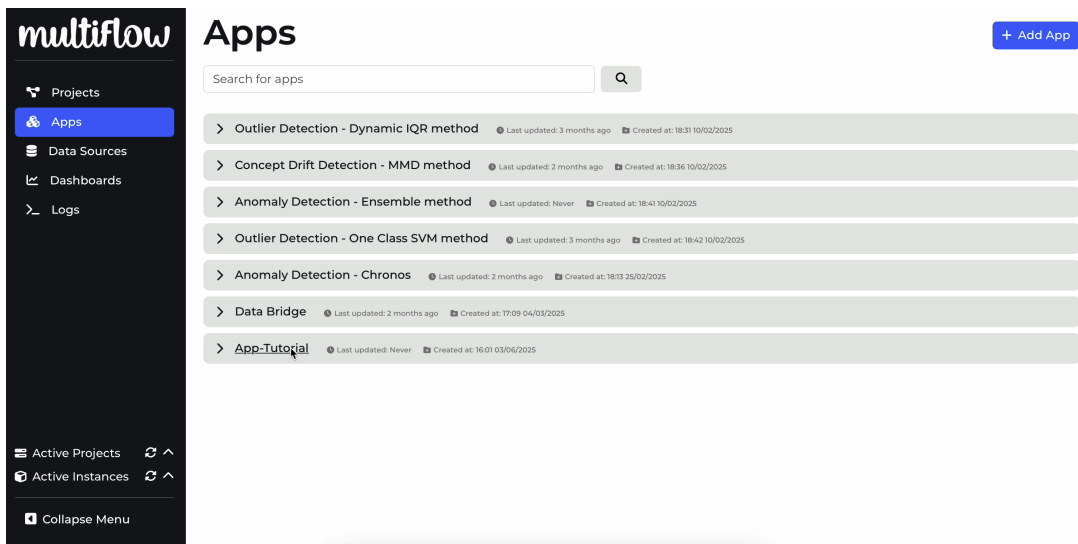 multiflow
Apps
+ Add App
Search for apps
Projects
Apps
Data Sources
Dashboards
Logs
Outlier Detection - Dynamic IQR method Last updated: 3 months ago Created at: 18:31 10/02/2025
Concept Drift Detection - MMD method Last updated: 2 months ago Created at: 18:36 10/02/2025
Anomaly Detection - Ensemble method Last updated: Never Created at: 18:41 10/02/2025
Outlier Detection - One Class SVM method Last updated: 3 months ago Created at: 18:42 10/02/2025
Anomaly Detection - Chronos Last updated: 2 months ago Created at: 18:13 25/02/2025
Data Bridge Last updated: 2 months ago Created at: 17:09 04/03/2025
App-Tutorial Last updated: Never Created at: 16:01 03/06/2025
Active Projects
Active Instances
Collapse Menu